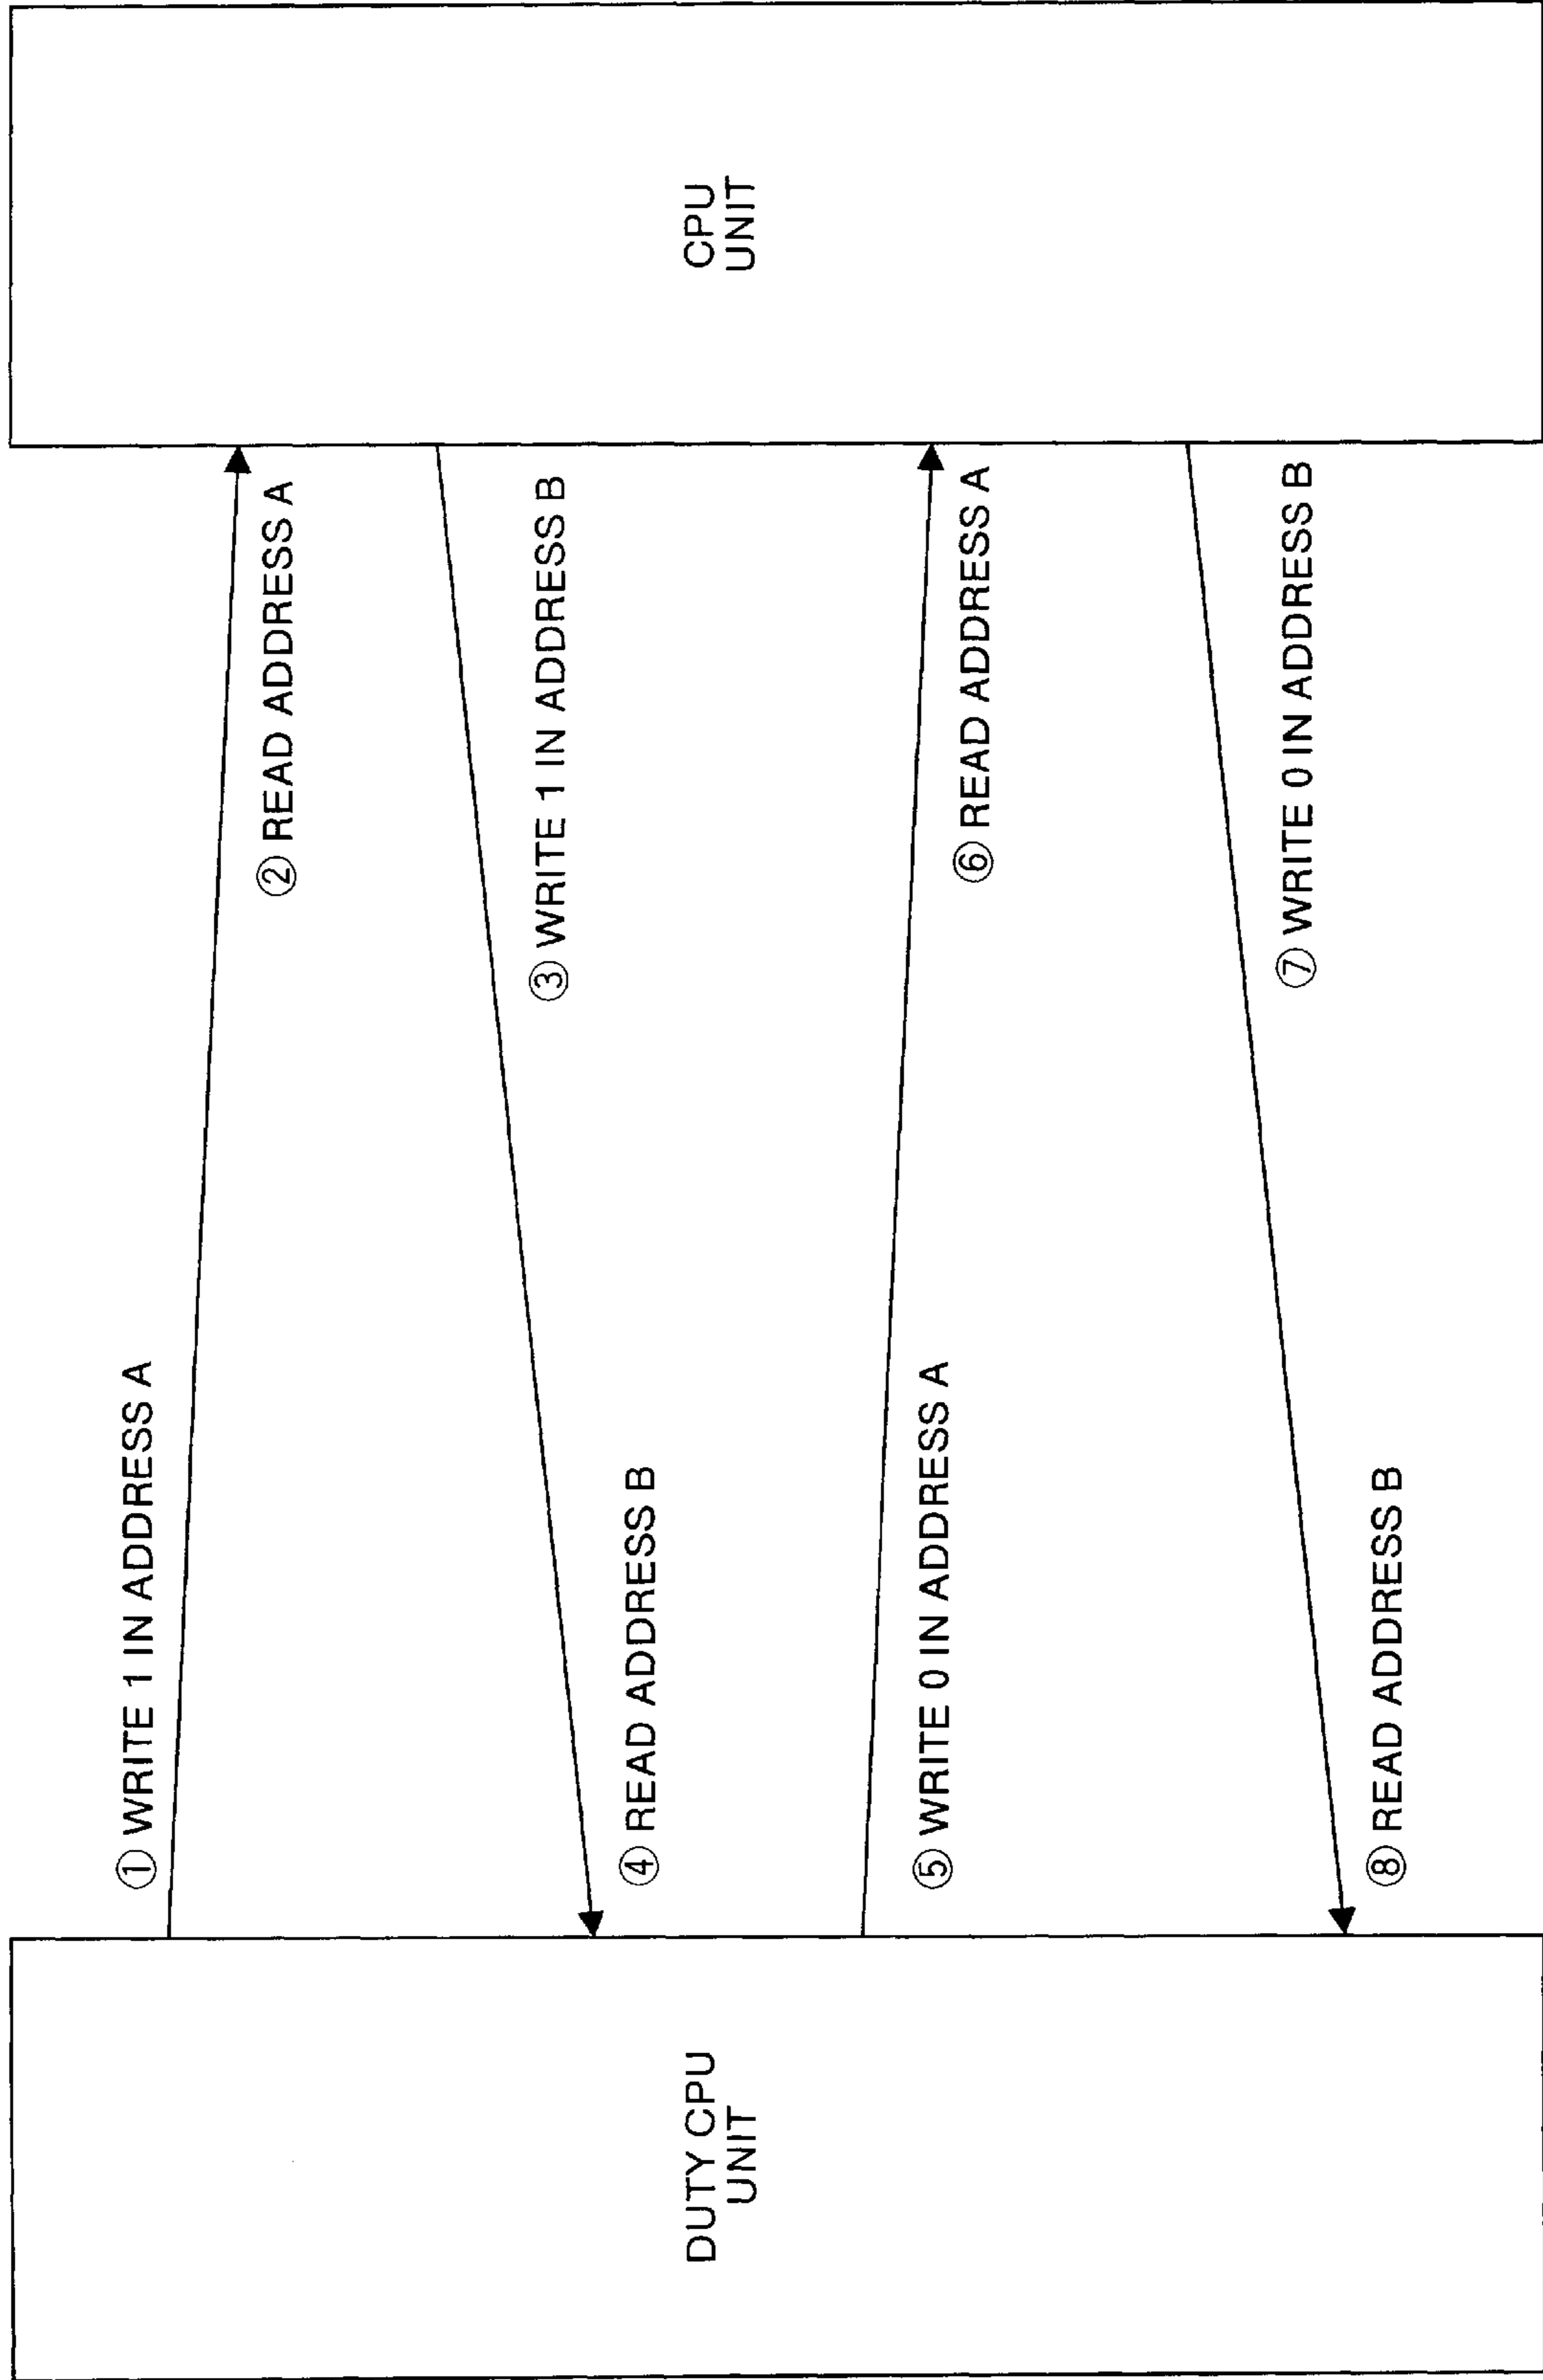 DUTY CPU
UNIT
CPU
UNIT
① WRITE 1 IN ADDRESS A
② READ ADDRESS A
③ WRITE 1 IN ADDRESS B
④ READ ADDRESS B
⑤ WRITE 0 IN ADDRESS A
⑥ READ ADDRESS A
⑦ WRITE 0 IN ADDRESS B
⑧ READ ADDRESS B